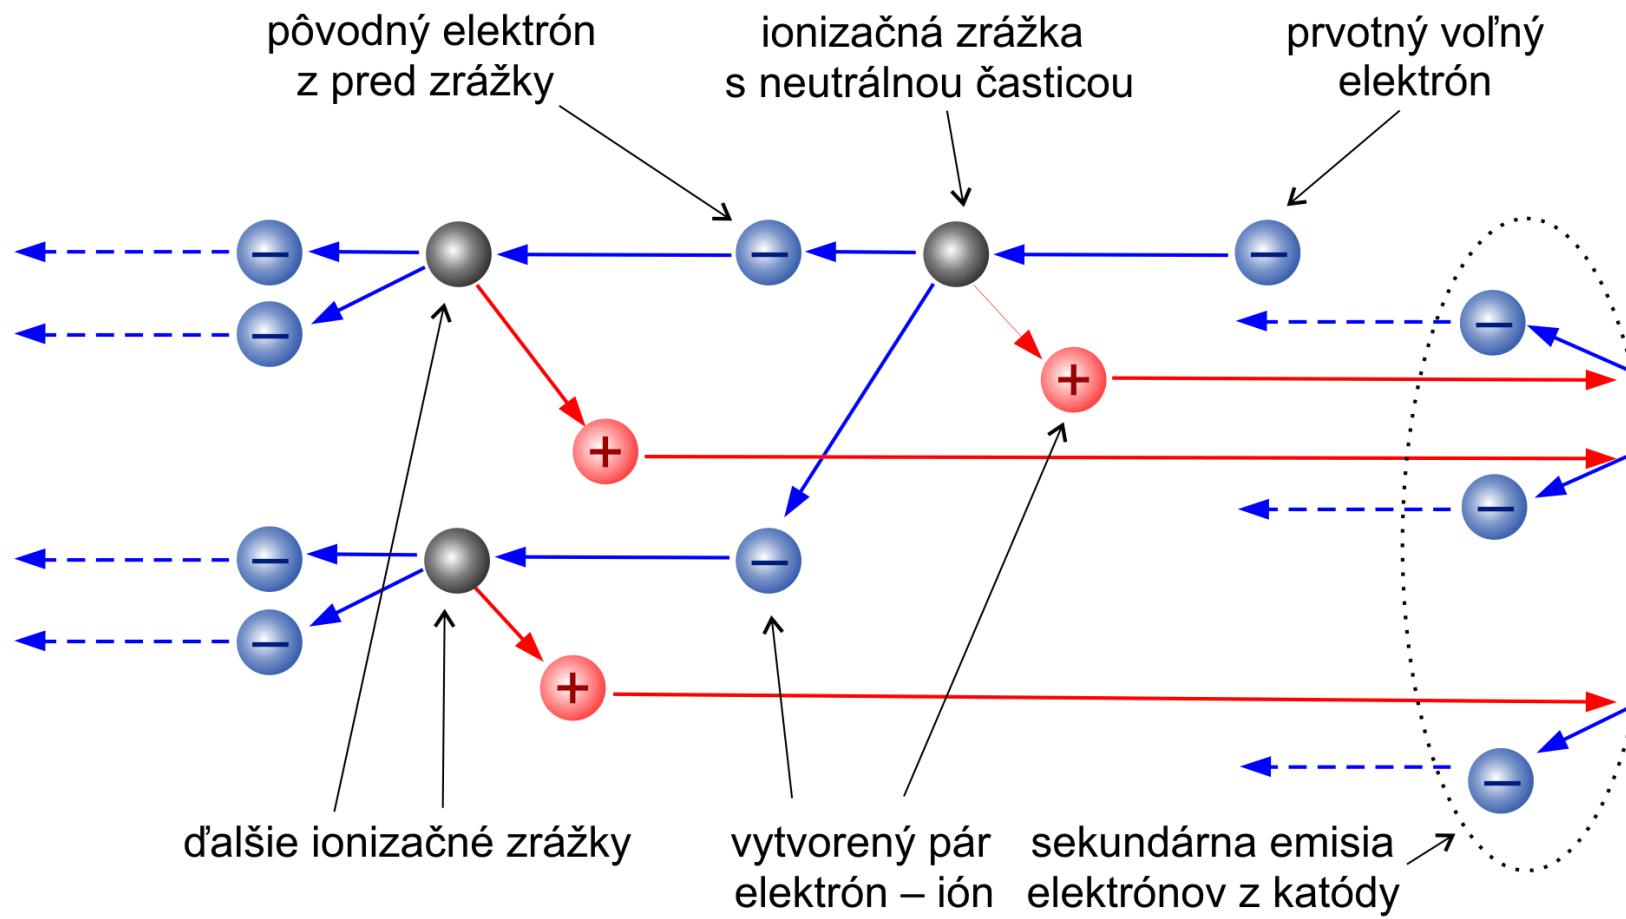 pôvodný elektrón
z pred zrážky
ionizačná zrážka
s neutrálnou časticou
prvotný voľný
elektrón
ďalšie ionizačné zrážky
vytvorený pár
elektrón – ión
sekundárna emisia
elektrónov z katódy